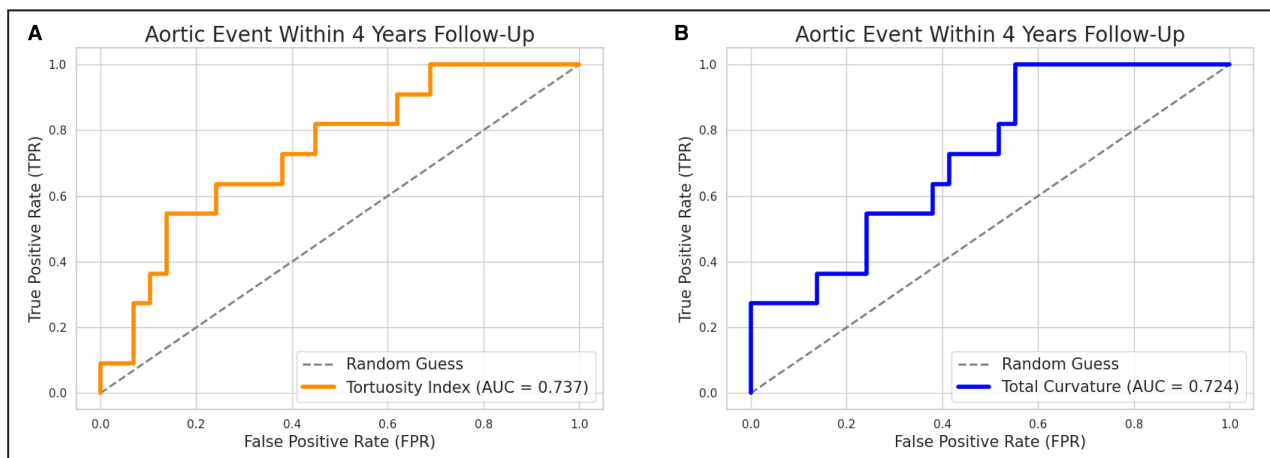 A
Aortic Event Within 4 Years Follow-Up
True Positive Rate (TPR)
1.0
0.8
0.6
0.4
0.2
0.0
Random Guess
Tortuosity Index (AUC = 0.737)
0.0 0.2 0.4 0.6 0.8 1.0
False Positive Rate (FPR)
B
Aortic Event Within 4 Years Follow-Up
True Positive Rate (TPR)
1.0
0.8
0.6
0.4
0.2
0.0
Random Guess
Total Curvature (AUC = 0.724)
0.0 0.2 0.4 0.6 0.8 1.0
False Positive Rate (FPR)